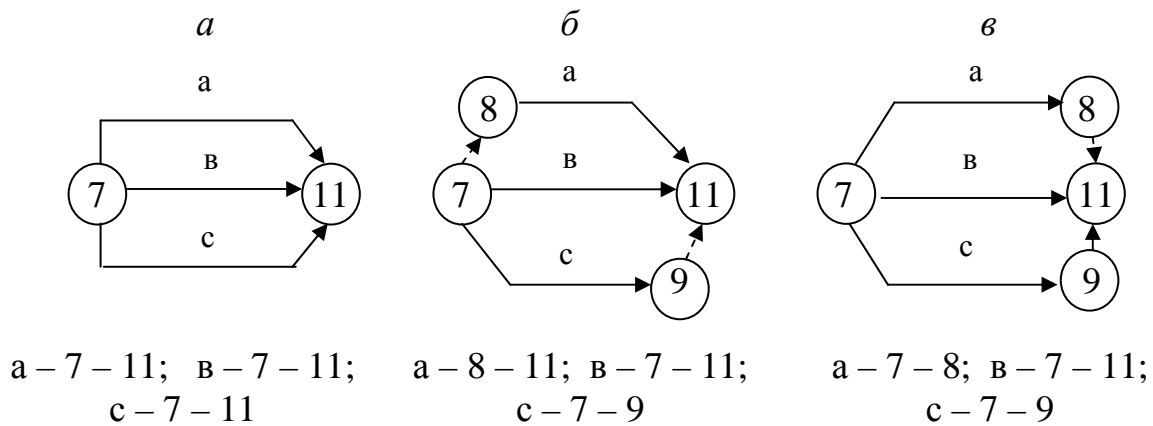 а б в
а а а
8 8
в в в
7 11 7 11 7 11
с с с
9 9
а – 7 – 11; в – 7 – 11; а – 8 – 11; в – 7 – 11; а – 7 – 8; в – 7 – 11;
с – 7 – 11 с – 7 – 9 с – 7 – 9